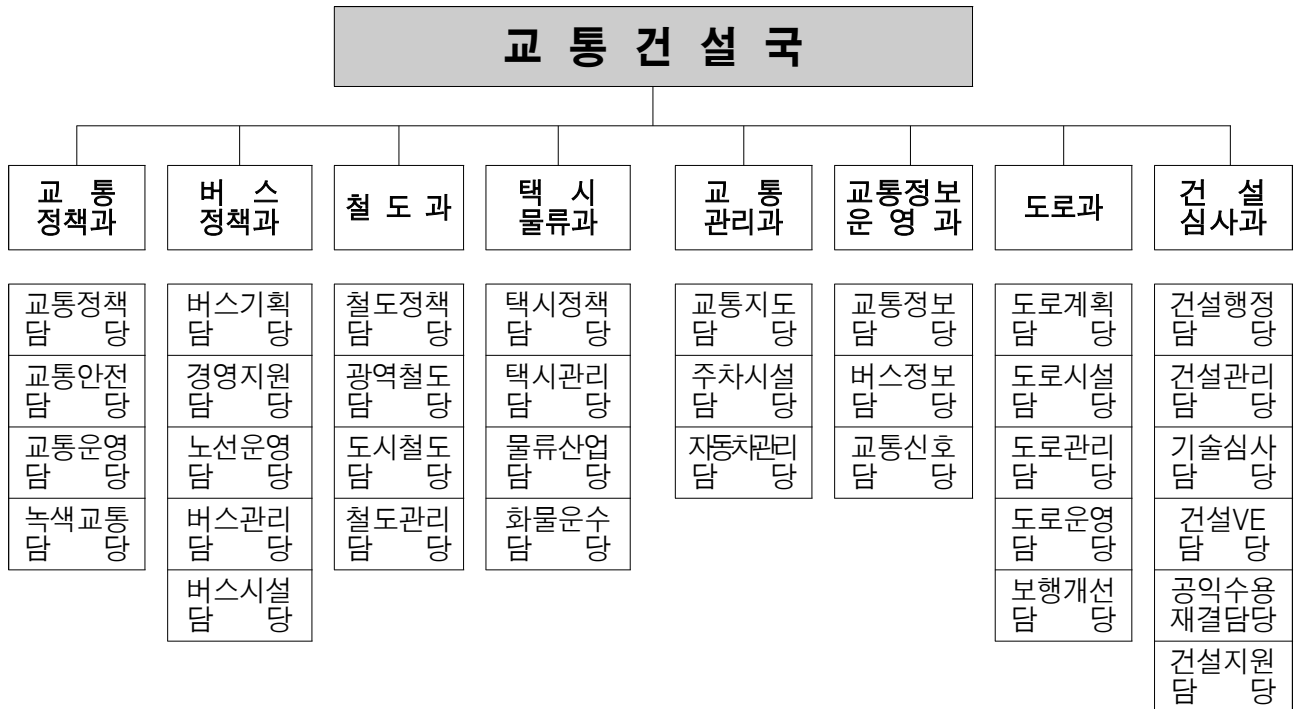 교 통 건 설 국
교 통
정책과
버 스
정책과
철 도 과
택 시
물류과
교 통
관리과
교통정보
운 영 과
도로과
건 설
심사과
교통정책
담 당
교통안전
담 당
교통운영
담 당
녹색교통
담 당
버스기획
담 당
경영지원
담 당
노선운영
담 당
버스관리
담 당
버스시설
담 당
철도정책
담 당
광역철도
담 당
도시철도
담 당
철도관리
담 당
택시정책
담 당
택시관리
담 당
물류산업
담 당
화물운수
담 당
교통지도
담 당
주차시설
담 당
자동차관리
담 당
교통정보
담 당
버스정보
담 당
교통신호
담 당
도로계획
담 당
도로시설
담 당
도로관리
담 당
도로운영
담 당
보행개선
담 당
건설행정
담 당
건설관리
담 당
기술심사
담 당
건설VE
담 당
공익수용
재결담당
건설지원
담 당